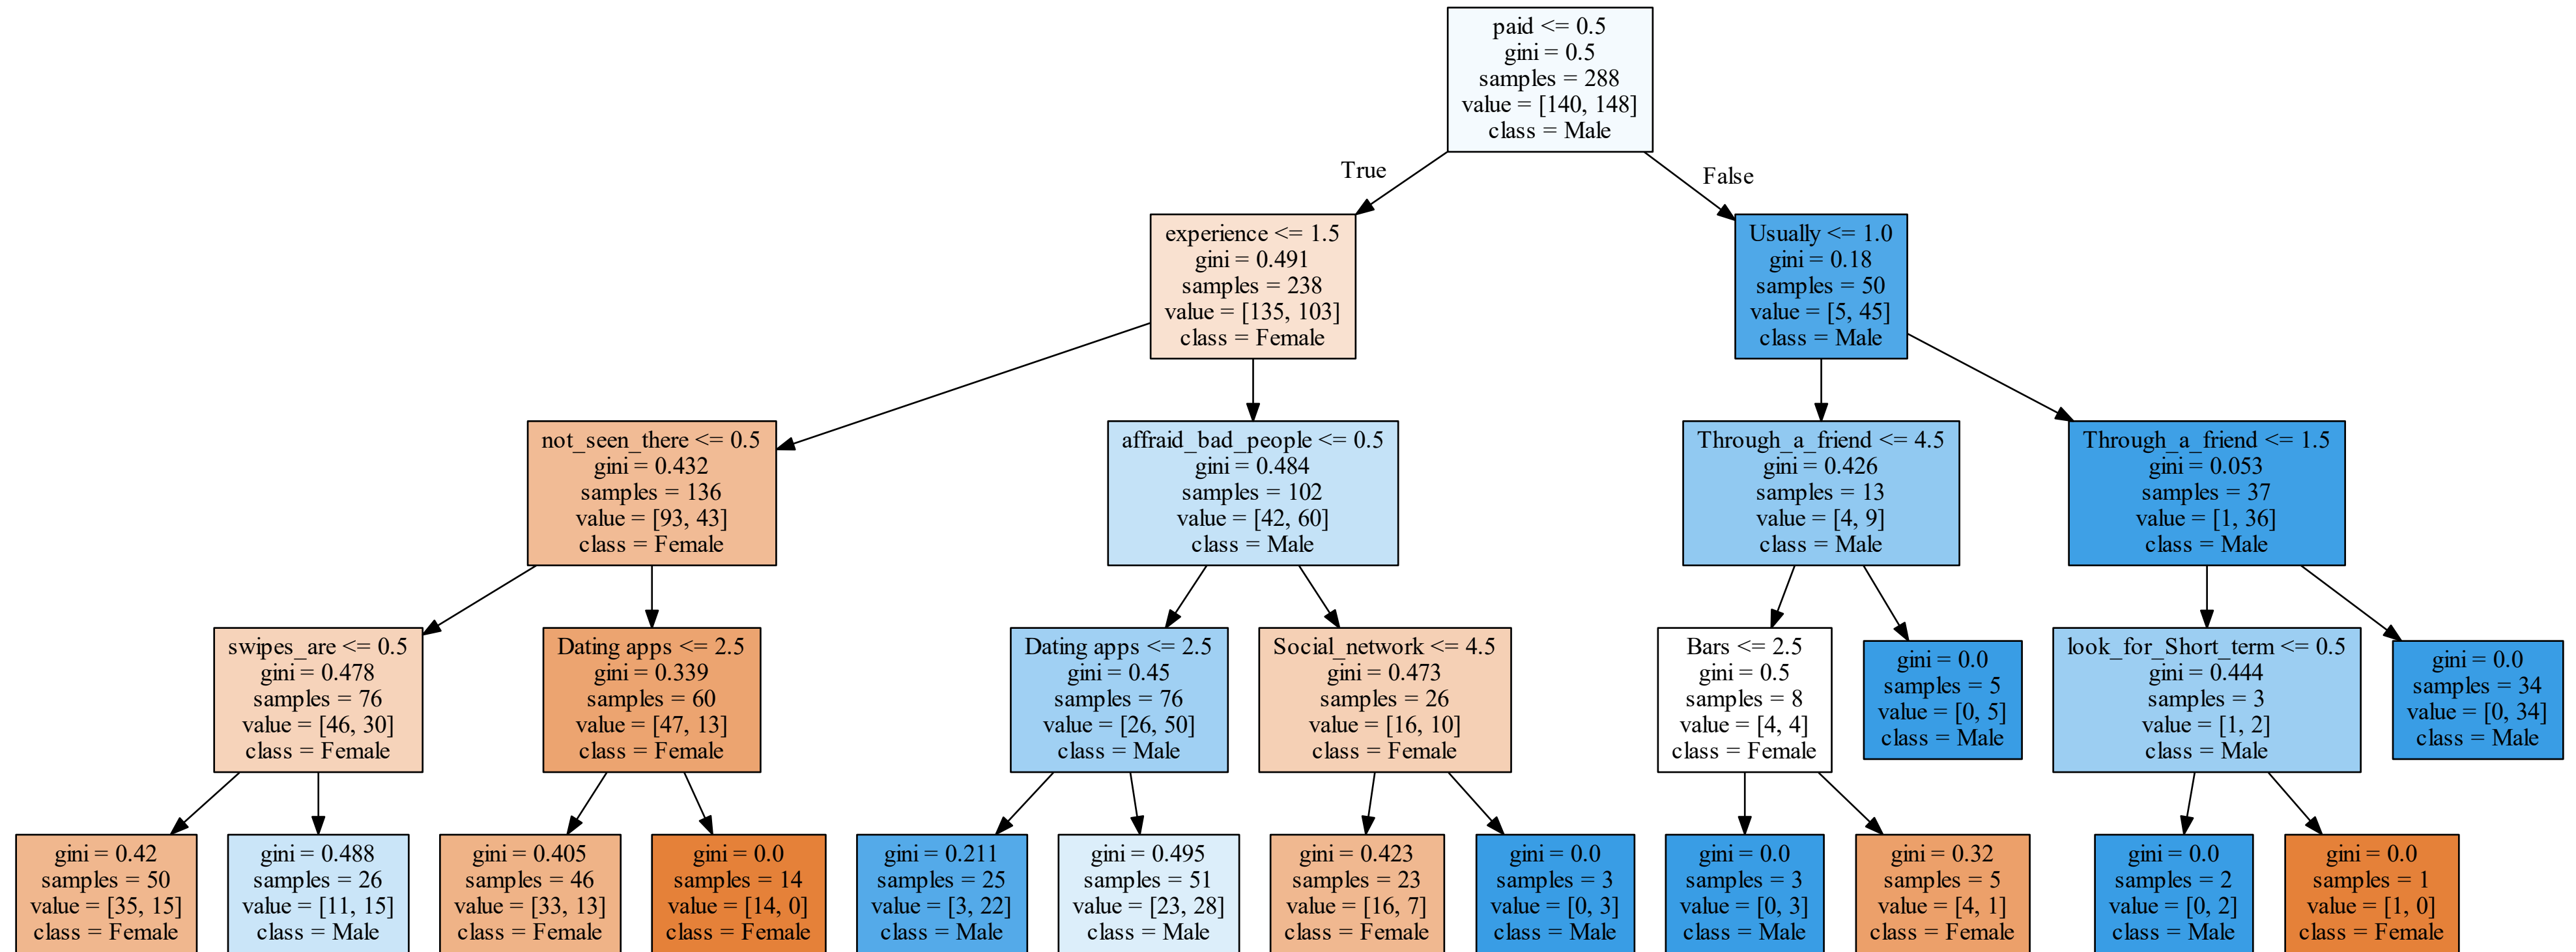 paid <= 0.5
gini = 0.5
samples = 288
value = [140, 148]
class = Male
True
False
experience <= 1.5
gini = 0.491
samples = 238
value = [135, 103]
class = Female
Usually <= 1.0
gini = 0.18
samples = 50
value = [5, 45]
class = Male
not_seen_there <= 0.5
gini = 0.432
samples = 136
value = [93, 43]
class = Female
affraid_bad_people <= 0.5
gini = 0.484
samples = 102
value = [42, 60]
class = Male
Through_a_friend <= 4.5
gini = 0.426
samples = 13
value = [4, 9]
class = Male
Through_a_friend <= 1.5
gini = 0.053
samples = 37
value = [1, 36]
class = Male
swipes_are <= 0.5
gini = 0.478
samples = 76
value = [46, 30]
class = Female
Dating apps <= 2.5
gini = 0.339
samples = 60
value = [47, 13]
class = Female
Dating apps <= 2.5
gini = 0.45
samples = 76
value = [26, 50]
class = Male
Social_network <= 4.5
gini = 0.473
samples = 26
value = [16, 10]
class = Female
Bars <= 2.5
gini = 0.5
samples = 8
value = [4, 4]
class = Female
gini = 0.0
samples = 5
value = [0, 5]
class = Male
look_for_Short_term <= 0.5
gini = 0.444
samples = 3
value = [1, 2]
class = Male
gini = 0.0
samples = 34
value = [0, 34]
class = Male
gini = 0.42
samples = 50
value = [35, 15]
class = Female
gini = 0.488
samples = 26
value = [11, 15]
class = Male
gini = 0.405
samples = 46
value = [33, 13]
class = Female
gini = 0.0
samples = 14
value = [14, 0]
class = Female
gini = 0.211
samples = 25
value = [3, 22]
class = Male
gini = 0.495
samples = 51
value = [23, 28]
class = Male
gini = 0.423
samples = 23
value = [16, 7]
class = Female
gini = 0.0
samples = 3
value = [0, 3]
class = Male
gini = 0.0
samples = 3
value = [0, 3]
class = Male
gini = 0.32
samples = 5
value = [4, 1]
class = Female
gini = 0.0
samples = 2
value = [0, 2]
class = Male
gini = 0.0
samples = 1
value = [1, 0]
class = Female